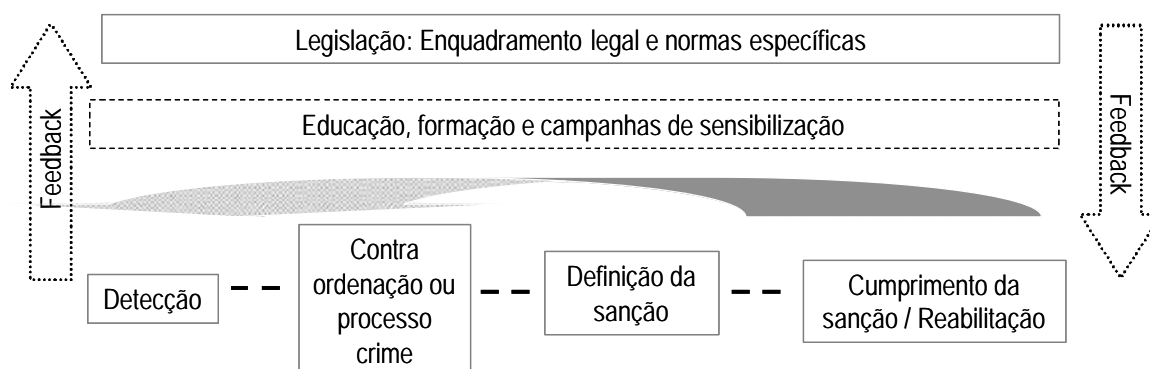 Legislação: Enquadramento legal e normas específicas
Feedback
Feedback
Educação, formação e campanhas de sensibilização
Detecção
Contra
ordenação ou
processo
crime
Definição da
sanção
Cumprimento da
sanção / Reabilitação